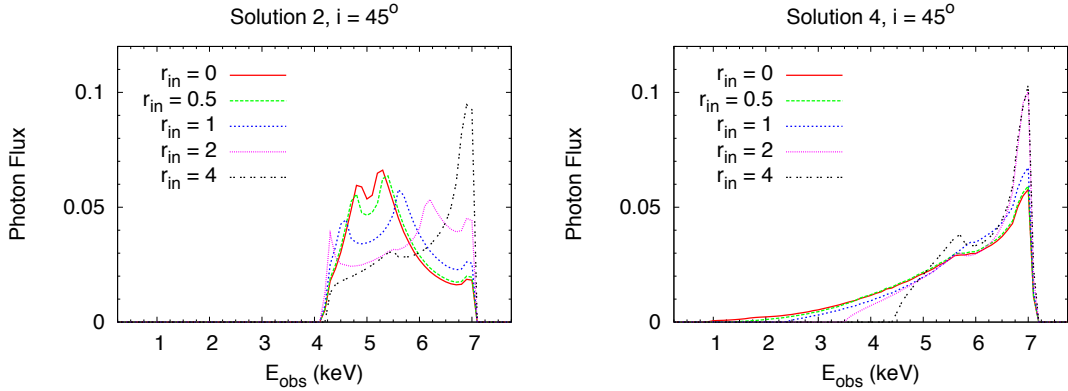 Solution 2, i = 45°
Photon Flux
0.1
0.05
0
r_in = 0
r_in = 0.5
r_in = 1
r_in = 2
r_in = 4
1 2 3 4 5 6 7
E_obs (keV)
Solution 4, i = 45°
Photon Flux
0.1
0.05
0
r_in = 0
r_in = 0.5
r_in = 1
r_in = 2
r_in = 4
1 2 3 4 5 6 7
E_obs (keV)